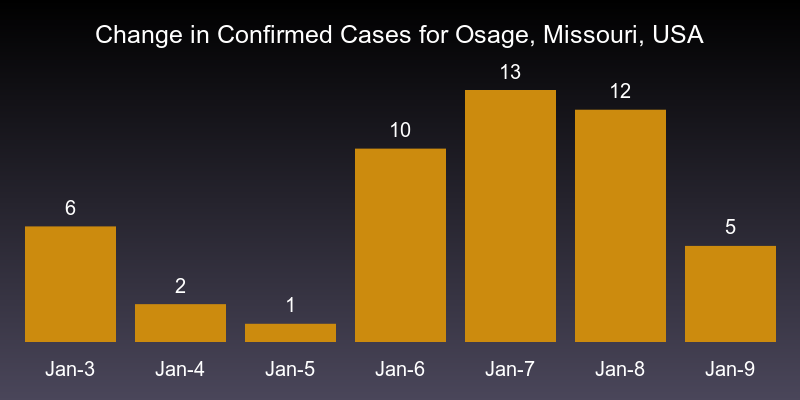 Change in Confirmed Cases for Osage, Missouri, USA
6
2
1
10
13
12
5
Jan-3
Jan-4
Jan-5
Jan-6
Jan-7
Jan-8
Jan-9